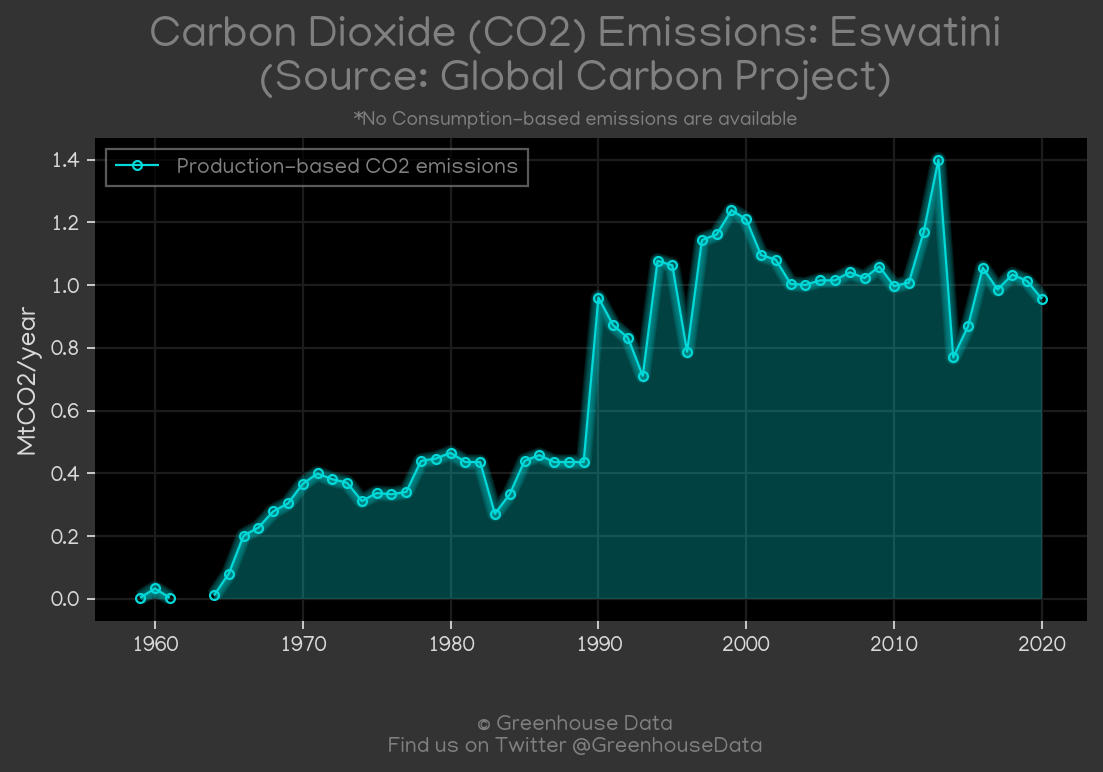 Carbon Dioxide (CO2) Emissions: Eswatini
(Source: Global Carbon Project)
*No Consumption-based emissions are available
Production-based CO2 emissions
MtCO2/year
1.4
1.2
1.0
0.8
0.6
0.4
0.2
0.0
1960 1970 1980 1990 2000 2010 2020
© Greenhouse Data
Find us on Twitter @GreenhouseData